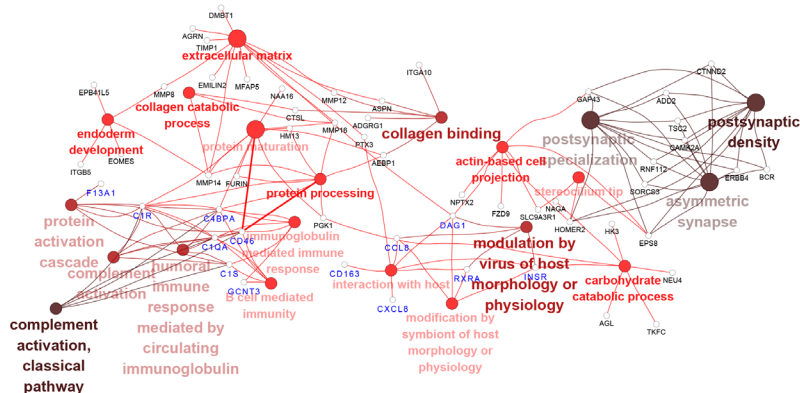 DMBT1
AGRN
TIMP1
extracellular matrix
ITGA10
CTNND2
EPB41L5
MMP8
EMILIN2
MFAP5
NAA16
MMP12
ASPN
GAP43
ADD2
collagen catabolic
process
CTSL
MMP16
ADGRG1
postsynaptic
density
endoderm
development
HM13
PTX3
collagen binding
TSC2
protein maturation
postsynaptic
specialization
CAMK2A
EOMES
AEBP1
actin-based cell
projection
RNF112
ITGB5
MMP14
FURIN
protein processing
ERBB4
BCR
F13A1
stereocilium tip
SORCS3
NPTX2
NAGA
asymmetric
synapse
C1R
C4BPA
FZD9
SLC9A3R1
protein
activation
cascade
PGK1
DAG1
HOMER2
HK3
EPS8
C1QA
CD46
immunoglobulin
mediated immune
response
CCL8
modulation by
virus of host
morphology or
physiology
complement
activation
humoral
immune
response
mediated by
circulating
immunoglobulin
C1S
CD163
RXRA
INSR
carbohydrate
catabolic process
NEU4
GCNT3
B cell mediated
immunity
interaction with host
CXCL8
complement
activation,
classical
pathway
modification by
symbiont of host
morphology or
physiology
AGL
TKFC